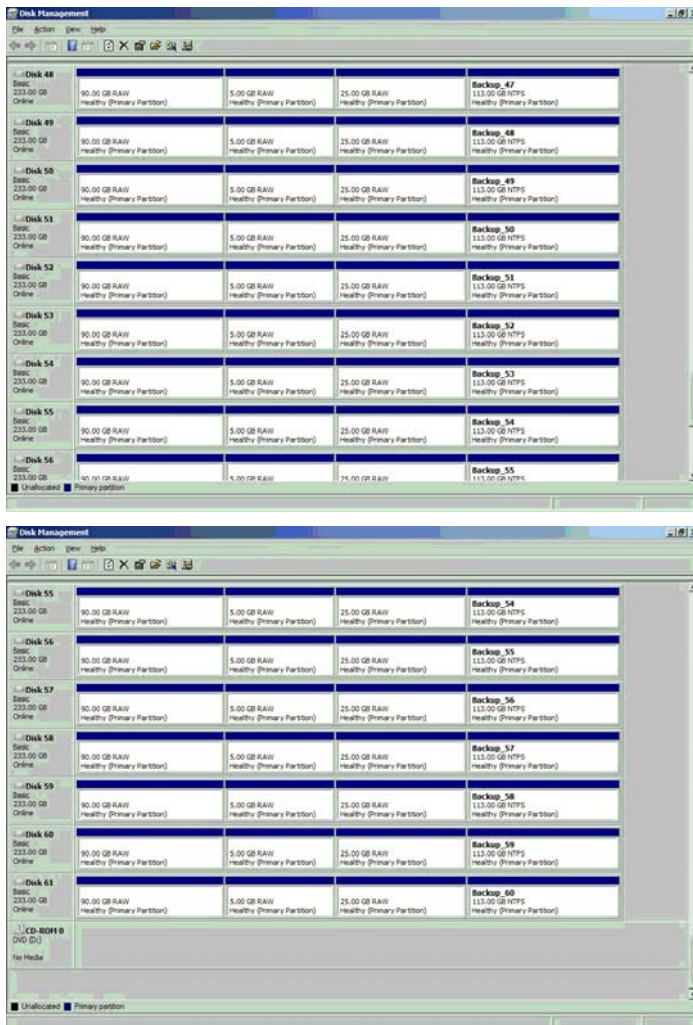 Disk Management
File Action View Help
Disk 48
Basic
233.00 GB
Online
90.00 GB RAW
Healthy (Primary Partition)
5.00 GB RAW
Healthy (Primary Partition)
25.00 GB RAW
Healthy (Primary Partition)
Backup_47
113.00 GB NTFS
Healthy (Primary Partition)
Disk 49
Basic
233.00 GB
Online
90.00 GB RAW
Healthy (Primary Partition)
5.00 GB RAW
Healthy (Primary Partition)
25.00 GB RAW
Healthy (Primary Partition)
Backup_48
113.00 GB NTFS
Healthy (Primary Partition)
Disk 50
Basic
233.00 GB
Online
90.00 GB RAW
Healthy (Primary Partition)
5.00 GB RAW
Healthy (Primary Partition)
25.00 GB RAW
Healthy (Primary Partition)
Backup_49
113.00 GB NTFS
Healthy (Primary Partition)
Disk 51
Basic
233.00 GB
Online
90.00 GB RAW
Healthy (Primary Partition)
5.00 GB RAW
Healthy (Primary Partition)
25.00 GB RAW
Healthy (Primary Partition)
Backup_50
113.00 GB NTFS
Healthy (Primary Partition)
Disk 52
Basic
233.00 GB
Online
90.00 GB RAW
Healthy (Primary Partition)
5.00 GB RAW
Healthy (Primary Partition)
25.00 GB RAW
Healthy (Primary Partition)
Backup_51
113.00 GB NTFS
Healthy (Primary Partition)
Disk 53
Basic
233.00 GB
Online
90.00 GB RAW
Healthy (Primary Partition)
5.00 GB RAW
Healthy (Primary Partition)
25.00 GB RAW
Healthy (Primary Partition)
Backup_52
113.00 GB NTFS
Healthy (Primary Partition)
Disk 54
Basic
233.00 GB
Online
90.00 GB RAW
Healthy (Primary Partition)
5.00 GB RAW
Healthy (Primary Partition)
25.00 GB RAW
Healthy (Primary Partition)
Backup_53
113.00 GB NTFS
Healthy (Primary Partition)
Disk 55
Basic
233.00 GB
Online
90.00 GB RAW
Healthy (Primary Partition)
5.00 GB RAW
Healthy (Primary Partition)
25.00 GB RAW
Healthy (Primary Partition)
Backup_54
113.00 GB NTFS
Healthy (Primary Partition)
Disk 56
Basic
233.00 GB
90.00 GB RAW
5.00 GB RAW
25.00 GB RAW
Backup_55
113.00 GB NTFS
Unallocated Primary partition
Disk Management
File Action View Help
Disk 55
Basic
233.00 GB
Online
90.00 GB RAW
Healthy (Primary Partition)
5.00 GB RAW
Healthy (Primary Partition)
25.00 GB RAW
Healthy (Primary Partition)
Backup_54
113.00 GB NTFS
Healthy (Primary Partition)
Disk 56
Basic
233.00 GB
Online
90.00 GB RAW
Healthy (Primary Partition)
5.00 GB RAW
Healthy (Primary Partition)
25.00 GB RAW
Healthy (Primary Partition)
Backup_55
113.00 GB NTFS
Healthy (Primary Partition)
Disk 57
Basic
233.00 GB
Online
90.00 GB RAW
Healthy (Primary Partition)
5.00 GB RAW
Healthy (Primary Partition)
25.00 GB RAW
Healthy (Primary Partition)
Backup_56
113.00 GB NTFS
Healthy (Primary Partition)
Disk 58
Basic
233.00 GB
Online
90.00 GB RAW
Healthy (Primary Partition)
5.00 GB RAW
Healthy (Primary Partition)
25.00 GB RAW
Healthy (Primary Partition)
Backup_57
113.00 GB NTFS
Healthy (Primary Partition)
Disk 59
Basic
233.00 GB
Online
90.00 GB RAW
Healthy (Primary Partition)
5.00 GB RAW
Healthy (Primary Partition)
25.00 GB RAW
Healthy (Primary Partition)
Backup_58
113.00 GB NTFS
Healthy (Primary Partition)
Disk 60
Basic
233.00 GB
Online
90.00 GB RAW
Healthy (Primary Partition)
5.00 GB RAW
Healthy (Primary Partition)
25.00 GB RAW
Healthy (Primary Partition)
Backup_59
113.00 GB NTFS
Healthy (Primary Partition)
Disk 61
Basic
233.00 GB
Online
90.00 GB RAW
Healthy (Primary Partition)
5.00 GB RAW
Healthy (Primary Partition)
25.00 GB RAW
Healthy (Primary Partition)
Backup_60
113.00 GB NTFS
Healthy (Primary Partition)
CD-ROM 0
DVD (D:)
No Media
Unallocated Primary partition